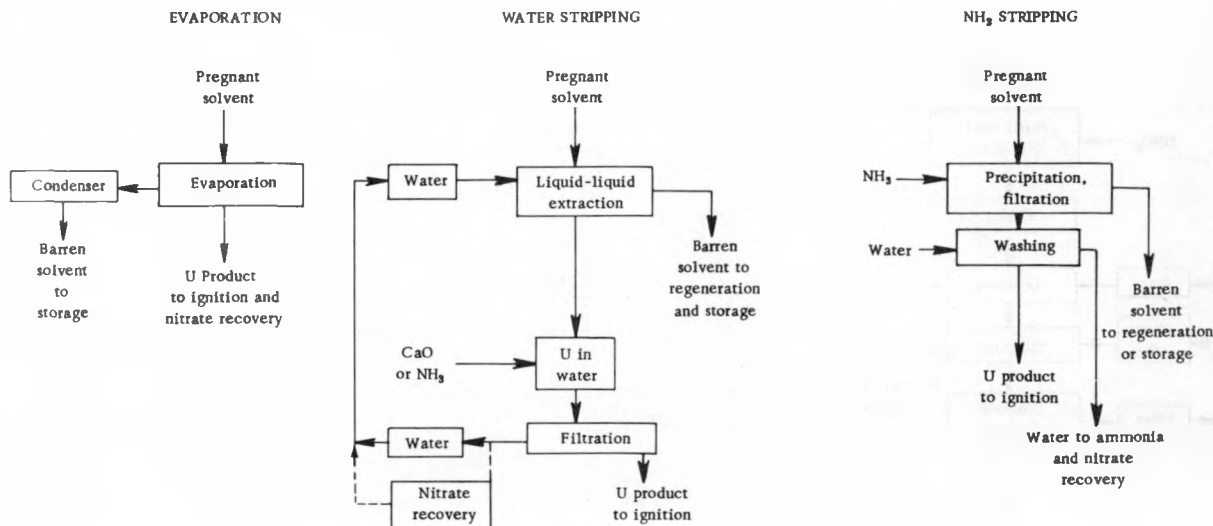 EVAPORATION
Pregnant
solvent
Condenser
Evaporation
Barren
solvent
to
storage
U Product
to ignition and
nitrate recovery
WATER STRIPPING
Pregnant
solvent
Water
Liquid-liquid
extraction
Barren
solvent to
regeneration
and storage
CaO
or NH₃
U in
water
Water
Filtration
Nitrate
recovery
U product
to ignition
NH₃ STRIPPING
Pregnant
solvent
NH₃
Precipitation,
filtration
Water
Washing
Barren
solvent
to regeneration
or storage
U product
to ignition
Water to ammonia
and nitrate
recovery